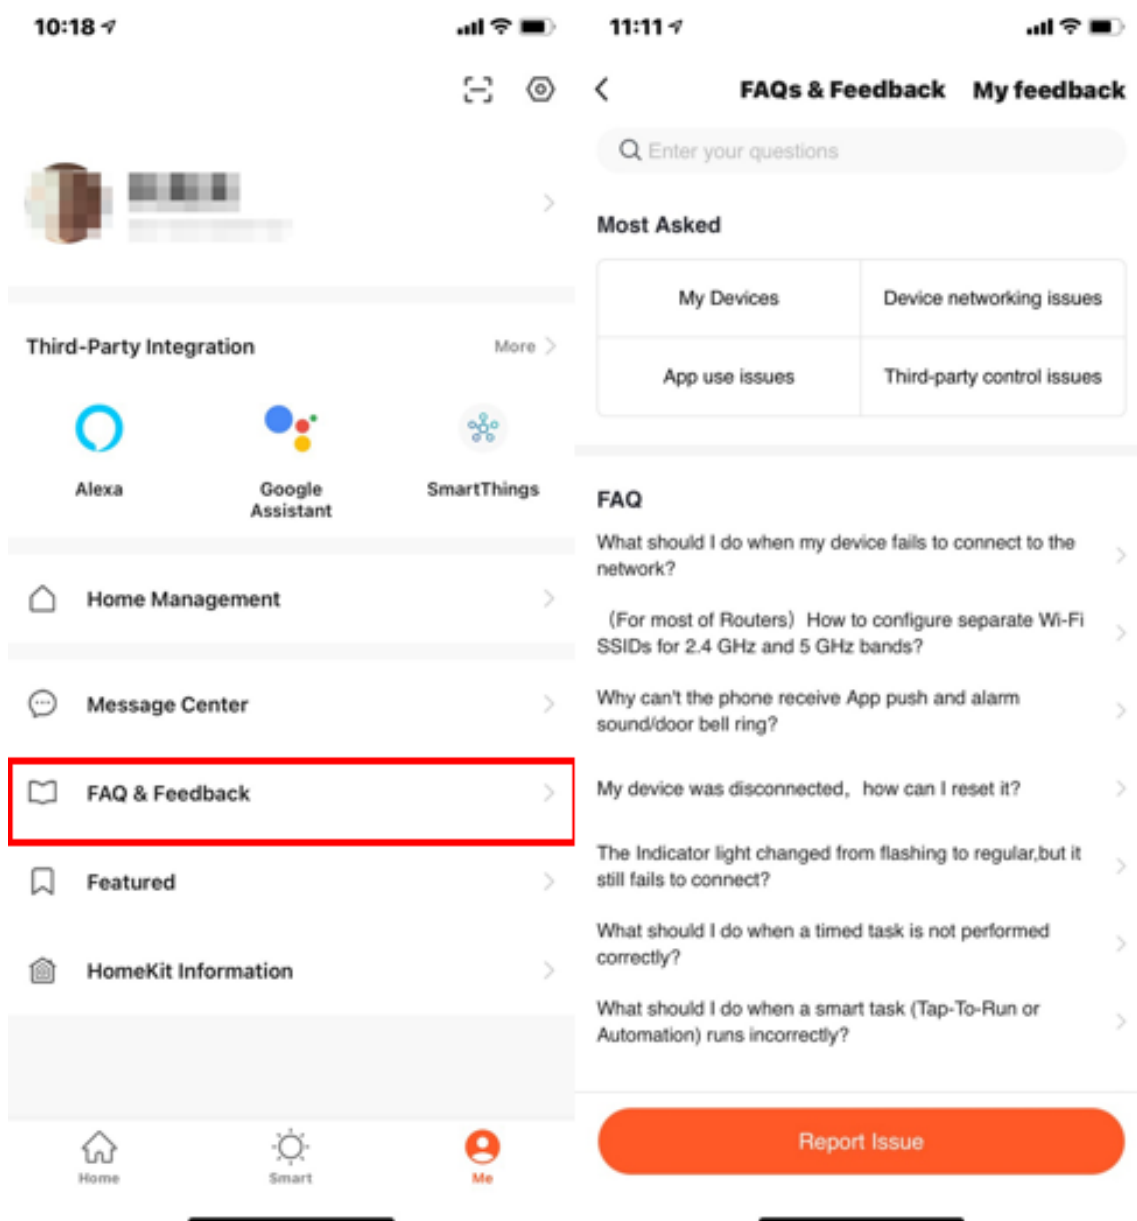 10:18
Third-Party Integration
More
Alexa
Google
Assistant
SmartThings
Home Management
Message Center
FAQ & Feedback
Featured
HomeKit Information
Home
Smart
Me
11:11
FAQs & Feedback
My feedback
Enter your questions
Most Asked
My Devices
Device networking issues
App use issues
Third-party control issues
FAQ
What should I do when my device fails to connect to the
network?
（For most of Routers）How to configure separate Wi-Fi
SSIDs for 2.4 GHz and 5 GHz bands?
Why can't the phone receive App push and alarm
sound/door bell ring?
My device was disconnected，how can I reset it?
The Indicator light changed from flashing to regular,but it
still fails to connect?
What should I do when a timed task is not performed
correctly?
What should I do when a smart task (Tap-To-Run or
Automation) runs incorrectly?
Report Issue